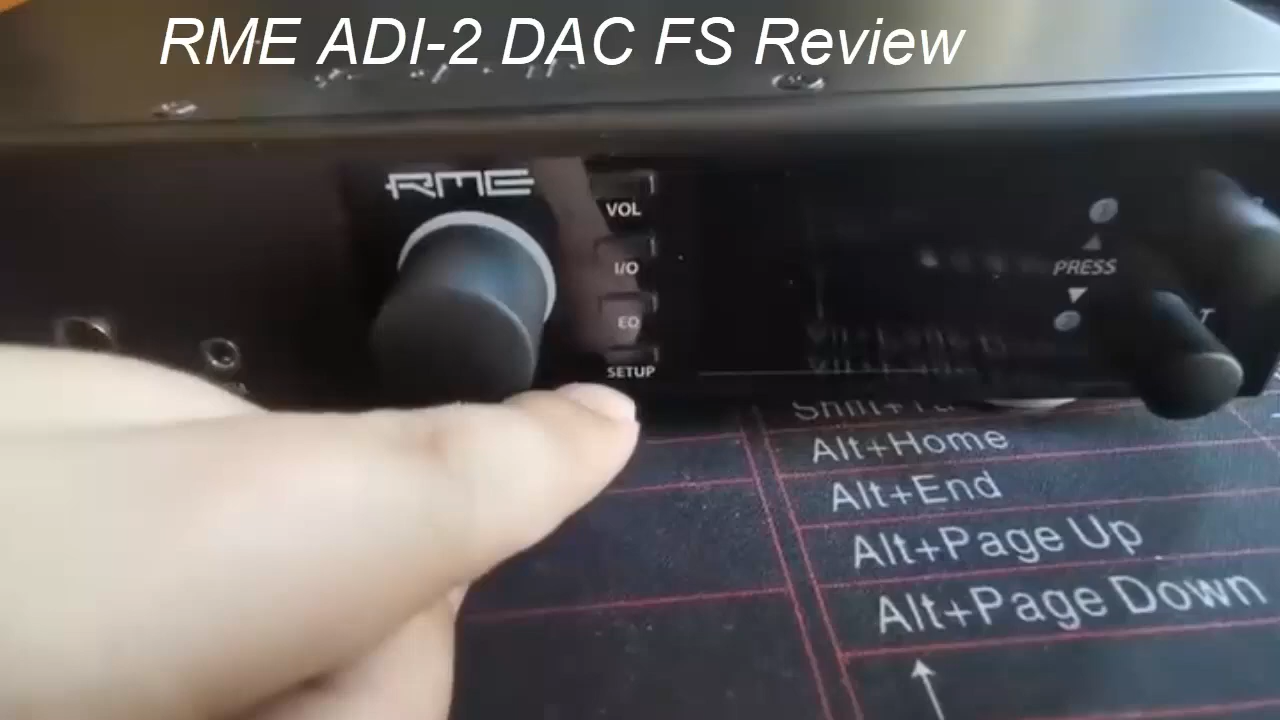 RME ADI-2 DAC FS Review
RME
VOL
I/O
EQ
SETUP
PRESS
Alt+Home
Alt+End
Alt+Page Up
Alt+Page Down